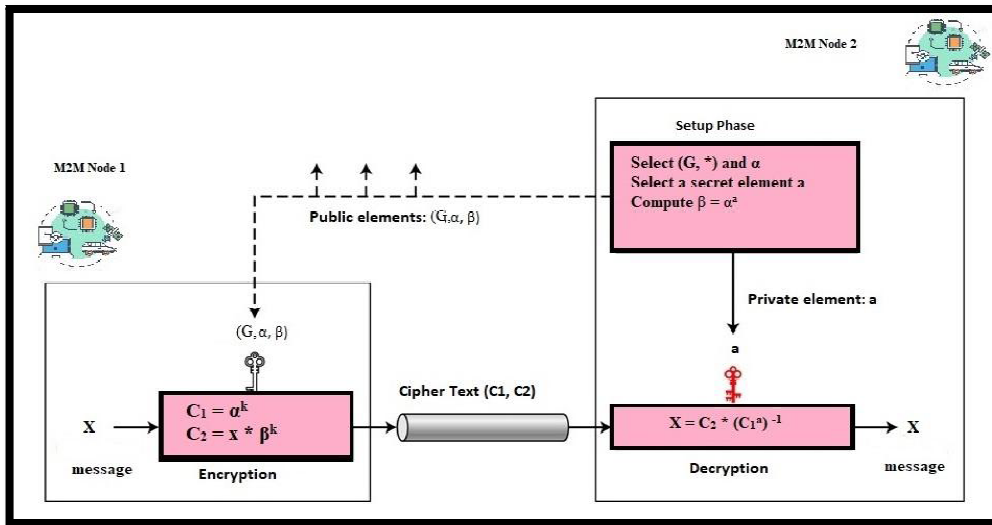 M2M Node 2
Setup Phase
Select (G, *) and α
Select a secret element a
Compute β = αᵃ
M2M Node 1
Public elements: (G,α, β)
Private element: a
(G,α, β)
a
Cipher Text (C1, C2)
X
message
C₁ = αᵏ
C₂ = x * βᵏ
Encryption
X = C₂ * (C₁ᵃ) ⁻¹
Decryption
X
message